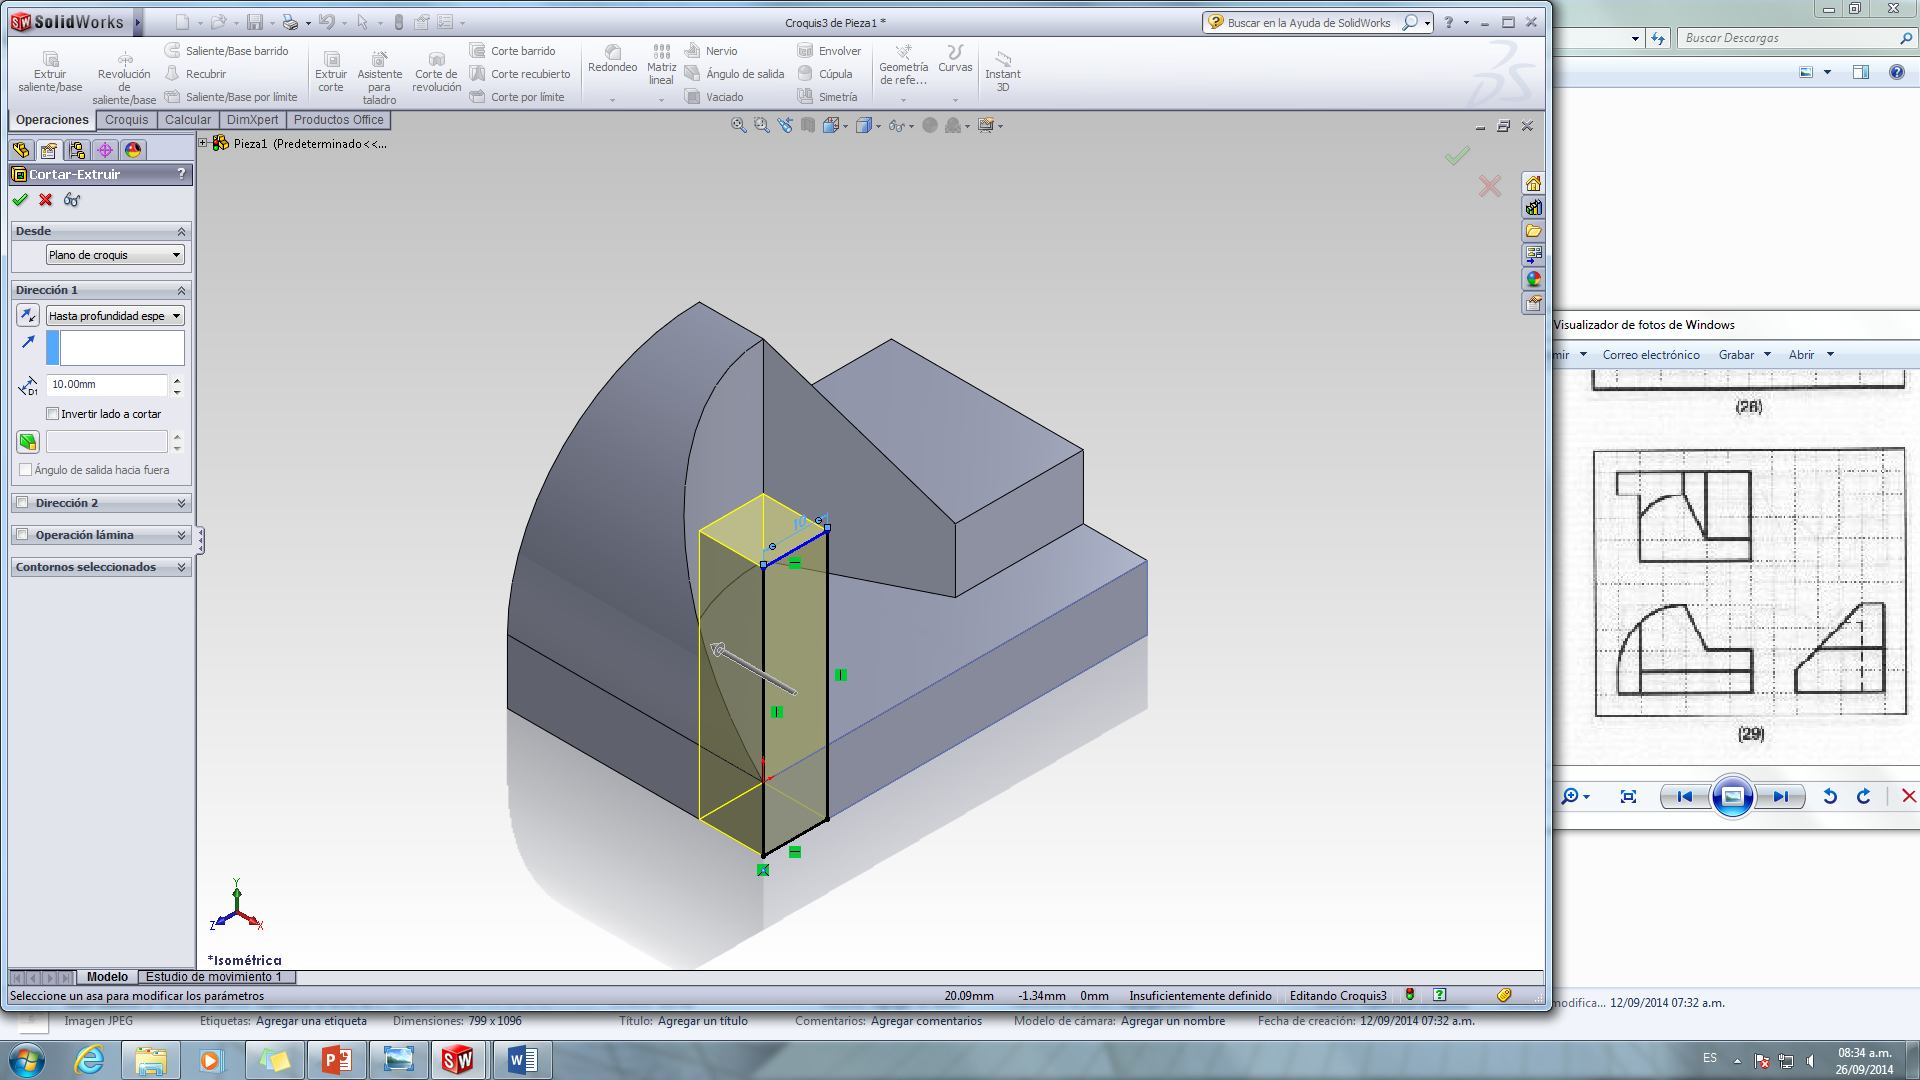 SolidWorks
Croquis3 de Pieza1 *
Buscar en la Ayuda de SolidWorks
?
Extruir saliente/base
Revolución de saliente/base
Saliente/Base barrido
Recubrir
Saliente/Base por límite
Extruir corte
Asistente para taladro
Corte de revolución
Corte barrido
Corte recubierto
Corte por límite
Redondeo
Matriz lineal
Nervio
Ángulo de salida
Vaciado
Envolver
Cúpula
Simetría
Geometría de refe...
Curvas
Instant 3D
Operaciones
Croquis
Calcular
DimXpert
Productos Office
Pieza1 (Predeterminado<<...
Cortar-Extruir
?
Desde
Plano de croquis
Dirección 1
Hasta profundidad espe
D1
10.00mm
Invertir lado a cortar
Ángulo de salida hacia fuera
Dirección 2
Operación lámina
Contornos seleccionados
10
Y
Z
X
*Isométrica
Modelo
Estudio de movimiento 1
Seleccione un asa para modificar los parámetros
20.09mm
-1.34mm
0mm
Insuficientemente definido
Editando Croquis3
Buscar Descargas
Visualizador de fotos de Windows
mir
Correo electrónico
Grabar
Abrir
(28)
(29)
modifica... 12/09/2014 07:32 a.m.
Imagen JPEG
Etiquetas: Agregar una etiqueta
Dimensiones: 799 x 1096
Título: Agregar un título
Comentarios: Agregar comentarios
Modelo de cámara: Agregar un nombre
Fecha de creación: 12/09/2014 07:32 a.m.
ES
08:34 a.m.
26/09/2014